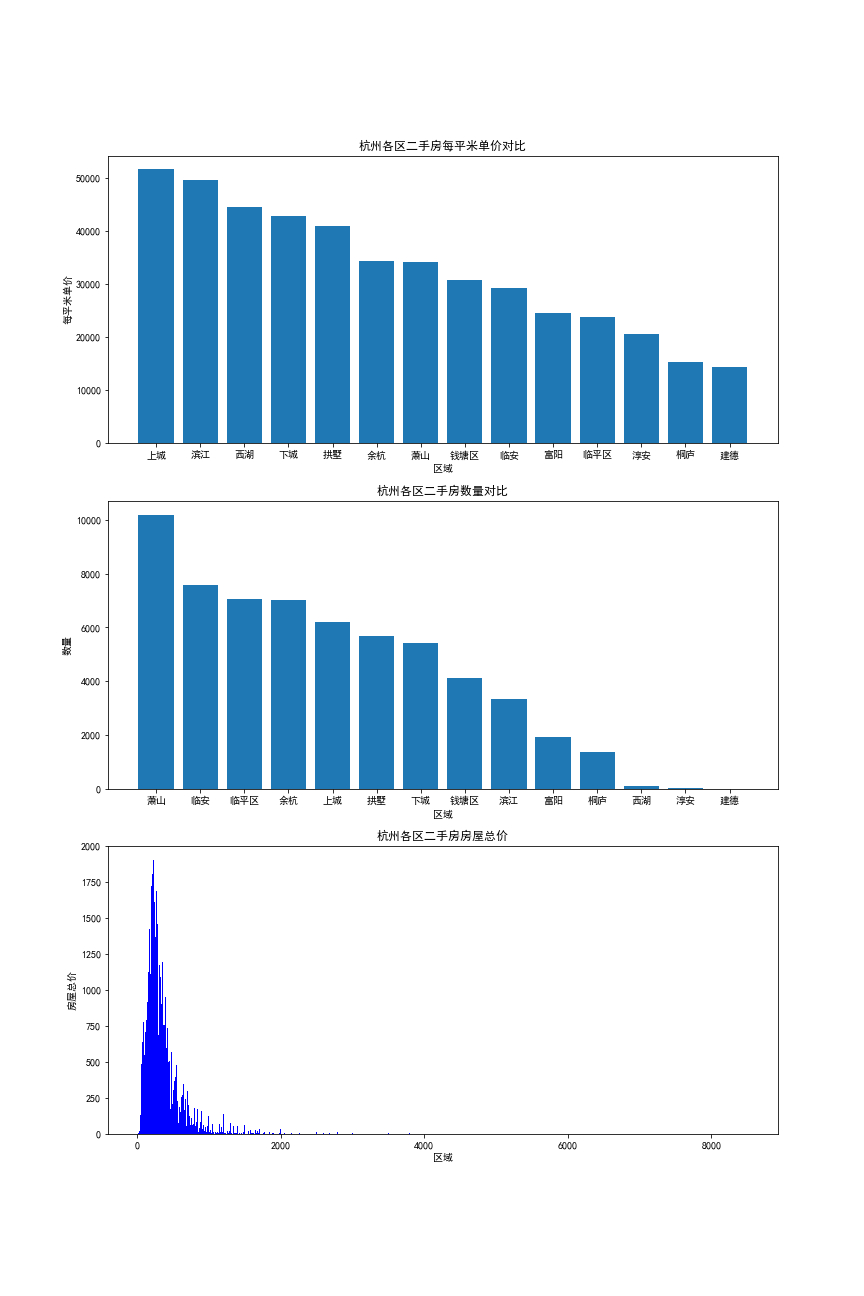 杭州各区二手房每平米单价对比
每平米单价
50000
40000
30000
20000
10000
0
上城 滨江 西湖 下城 拱墅 余杭 萧山 钱塘区 临安 富阳 临平区 淳安 桐庐 建德
区域
杭州各区二手房数量对比
数量
10000
8000
6000
4000
2000
0
萧山 临安 临平区 余杭 上城 拱墅 下城 钱塘区 滨江 富阳 桐庐 西湖 淳安 建德
区域
杭州各区二手房房屋总价
房屋总价
2000
1750
1500
1250
1000
750
500
250
0
0 2000 4000 6000 8000
区域